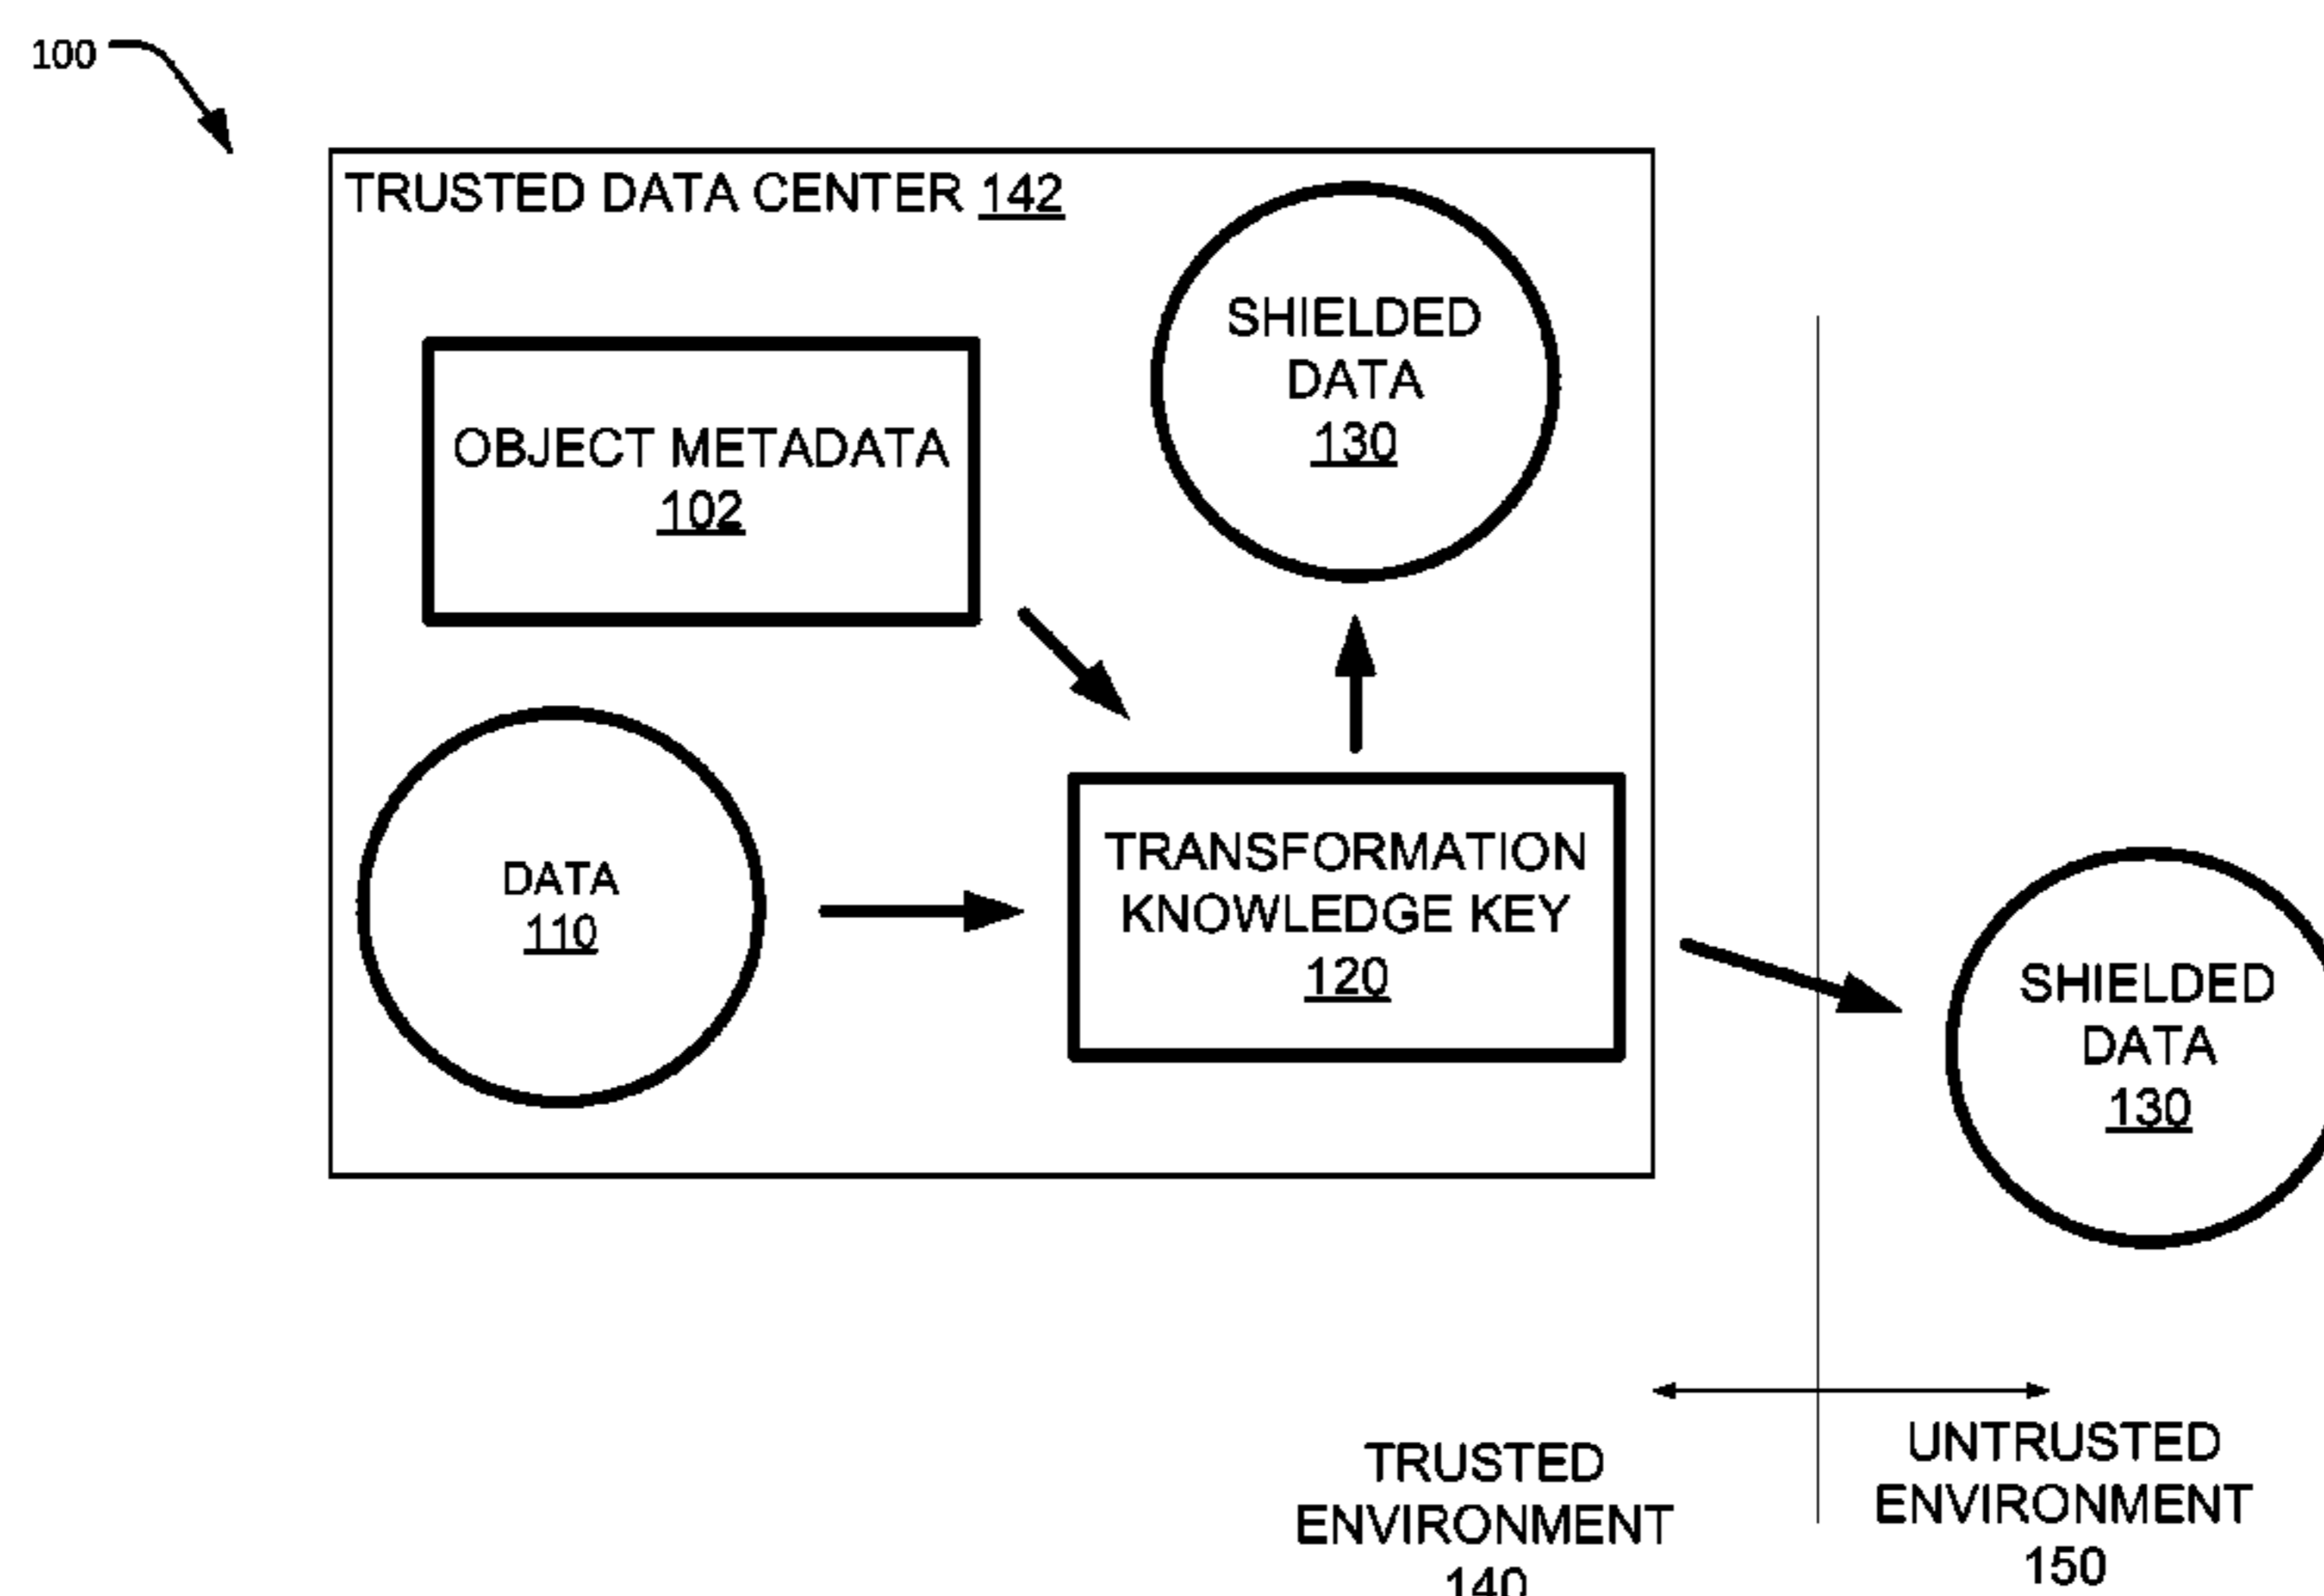 100
TRUSTED DATA CENTER 142
SHIELDED
DATA
130
OBJECT METADATA
102
DATA
110
TRANSFORMATION
KNOWLEDGE KEY
120
SHIELDED
DATA
130
TRUSTED
ENVIRONMENT
140
UNTRUSTED
ENVIRONMENT
150